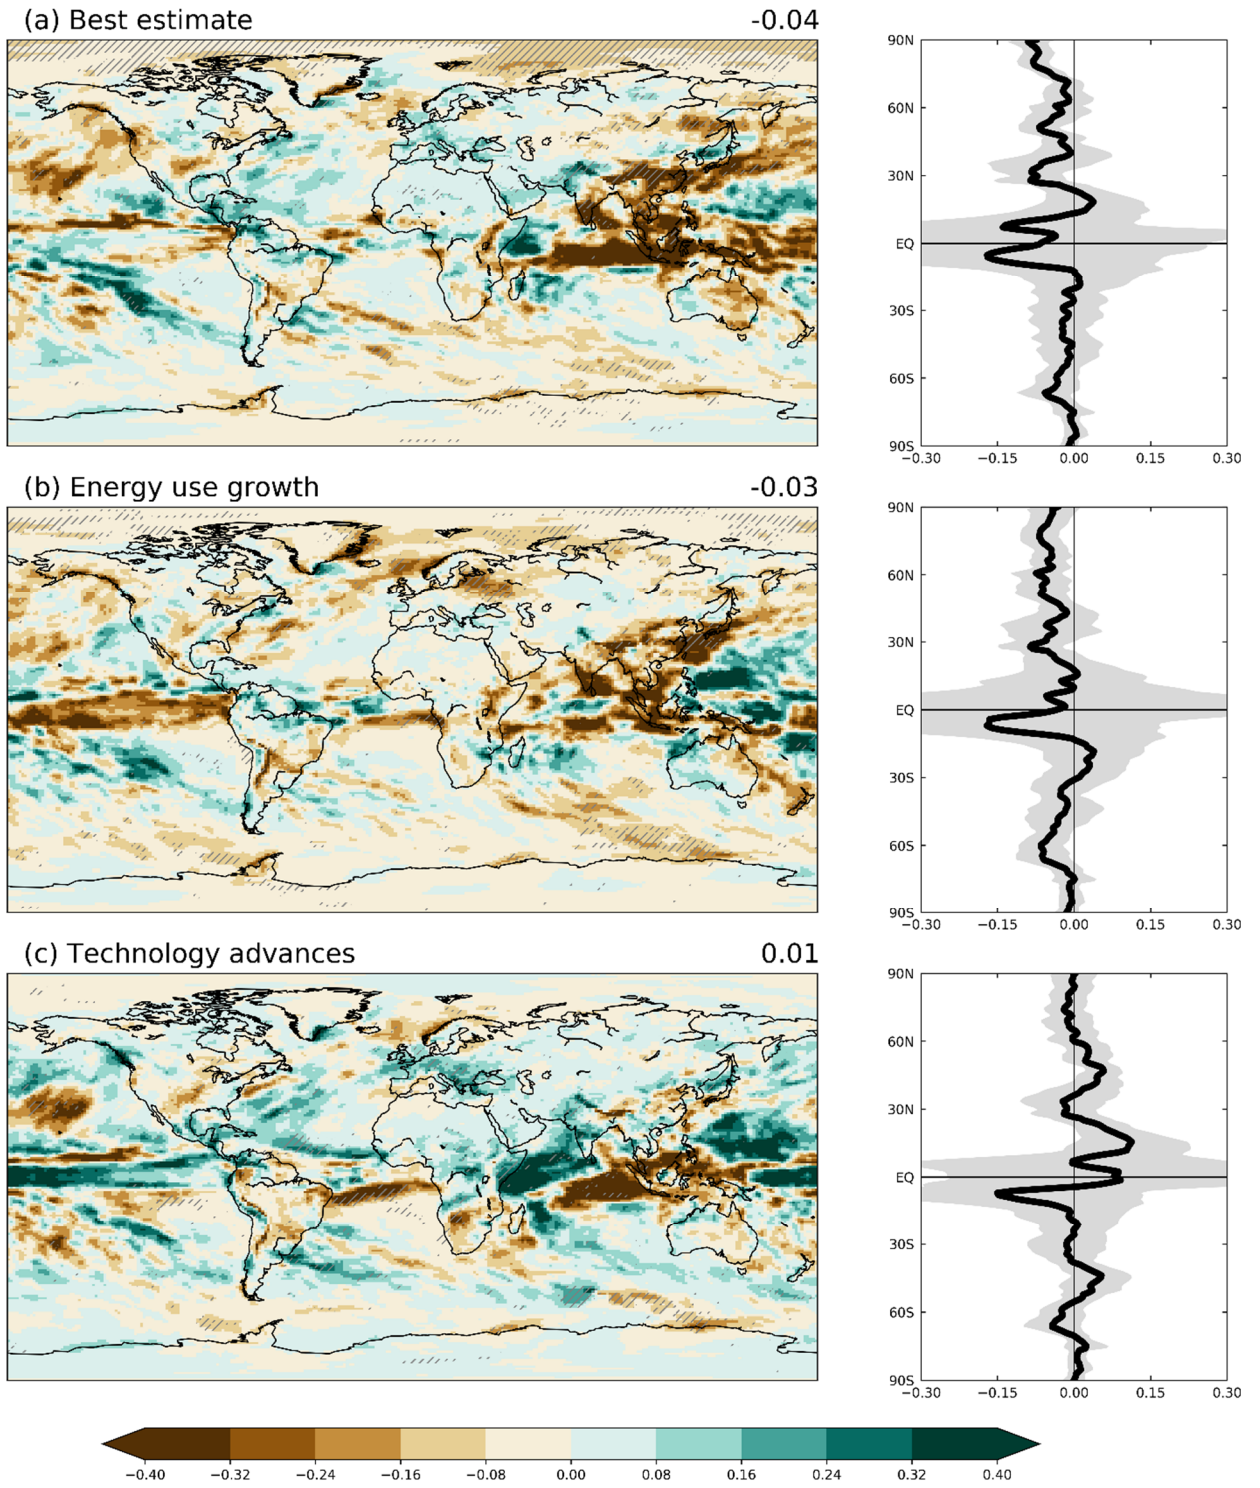 (a) Best estimate -0.04
90N
60N
30N
EQ
30S
60S
90S
−0.30 −0.15 0.00 0.15 0.30
(b) Energy use growth -0.03
90N
60N
30N
EQ
30S
60S
90S
−0.30 −0.15 0.00 0.15 0.30
(c) Technology advances 0.01
90N
60N
30N
EQ
30S
60S
90S
−0.30 −0.15 0.00 0.15 0.30
−0.40 −0.32 −0.24 −0.16 −0.08 0.00 0.08 0.16 0.24 0.32 0.40